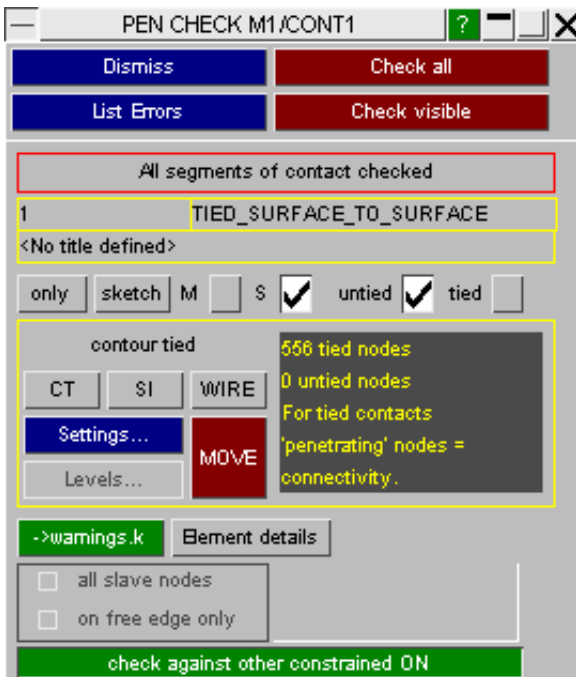 PEN CHECK M1/CONT1 ?
Dismiss Check all
List Errors Check visible
All segments of contact checked
1 TIED_SURFACE_TO_SURFACE
<No title defined>
only sketch M S untied tied
contour tied
CT SI WIRE
Settings...
MOVE
Levels...
556 tied nodes
0 untied nodes
For tied contacts
'penetrating' nodes =
connectivity.
->warnings.k Element details
all slave nodes
on free edge only
check against other constrained ON